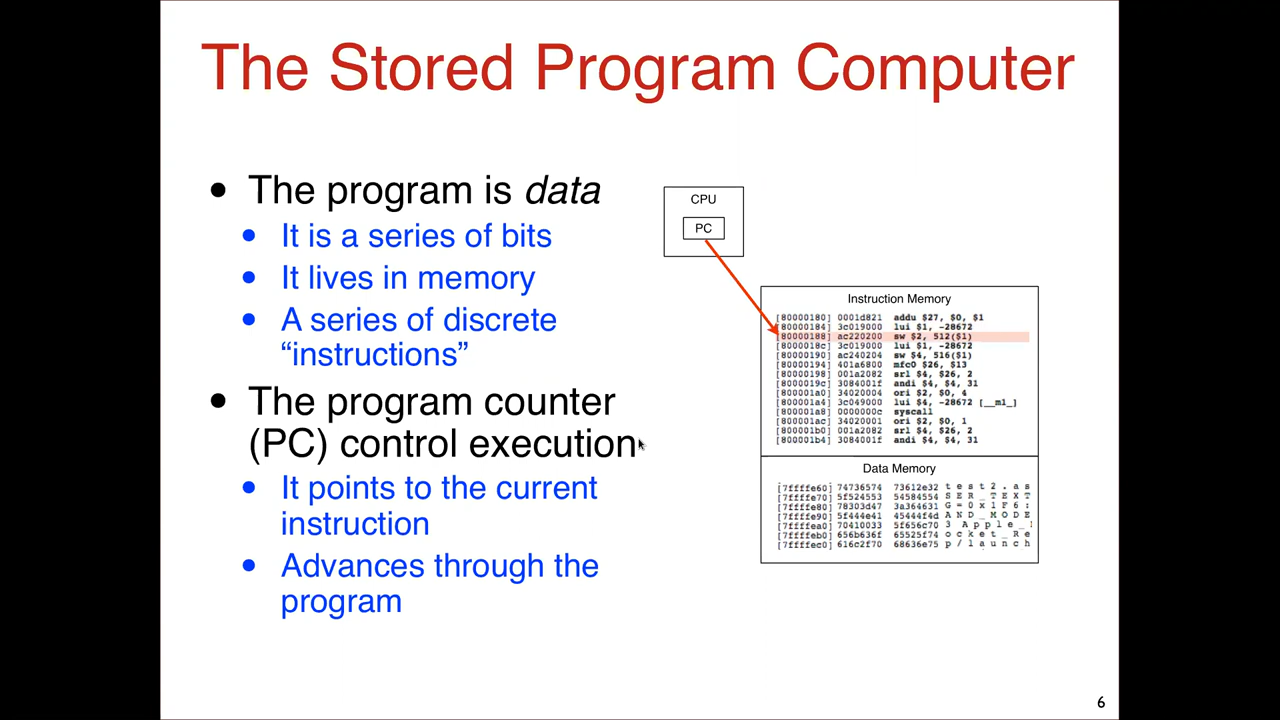 The Stored Program Computer
• The program is data
• It is a series of bits
• It lives in memory
• A series of discrete
“instructions”
• The program counter
(PC) control execution
• It points to the current
instruction
• Advances through the
program
CPU
PC
Instruction Memory
[80000180] 0001d821 addu $27, $0, $1
[80000184] 3c019000 lui $1, -28672
[80000188] ac220200 sw $2, 512($1)
[8000018c] 3c019000 lui $1, -28672
[80000190] ac240204 sw $4, 516($1)
[80000194] 401a6800 mfc0 $26, $13
[80000198] 001a2082 srl $4, $26, 2
[8000019c] 3084001f andi $4, $4, 31
[800001a0] 34020004 ori $2, $0, 4
[800001a4] 3c049000 lui $4, -28672 [__m1_]
[800001a8] 0000000c syscall
[800001ac] 34020001 ori $2, $0, 1
[800001b0] 001a2082 srl $4, $26, 2
[800001b4] 3084001f andi $4, $4, 31
Data Memory
[7ffffe60] 74736574 73612e32 t e s t 2 . a s
[7ffffe70] 5f524553 54584554 S E R _ T E X T
[7ffffe80] 78303d47 3a364631 G = 0 x 1 F 6 :
[7ffffe90] 5f444e41 45444f4d A N D _ M O D E
[7ffffea0] 70410033 5f656c70 3 . A p p l e _
[7ffffeb0] 656b636f 65525f74 o c k e t _ R e
[7ffffec0] 616c2f70 68636e75 p / l a u n c h
6